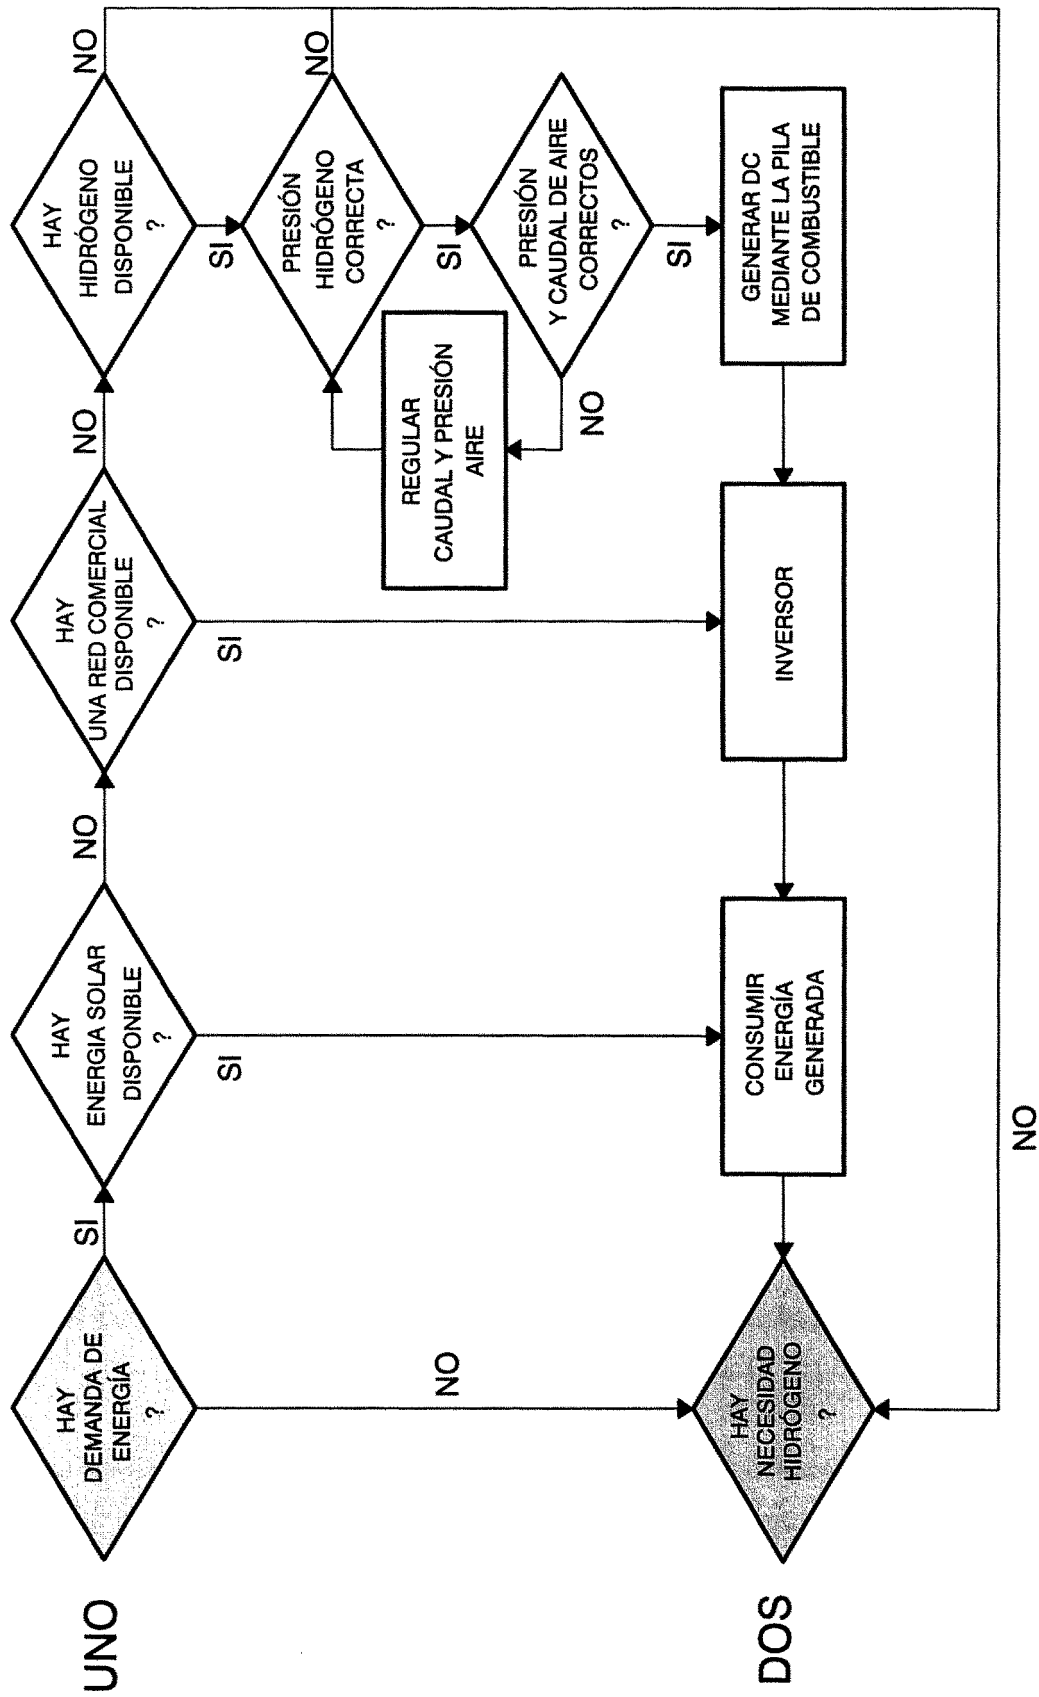 UNO
HAY
DEMANDA DE
ENERGÍA
?
SI
HAY
ENERGIA SOLAR
DISPONIBLE
?
NO
HAY
UNA RED COMERCIAL
DISPONIBLE
?
NO
HAY
HIDRÓGENO
DISPONIBLE
?
NO
SI
PRESIÓN
HIDRÓGENO
CORRECTA
?
NO
SI
REGULAR
CAUDAL Y PRESIÓN
AIRE
PRESIÓN
Y CAUDAL DE AIRE
CORRECTOS
?
NO
SI
SI
SI
NO
DOS
HAY
NECESIDAD
HIDRÓGENO
?
CONSUMIR
ENERGÍA
GENERADA
INVERSOR
GENERAR DC
MEDIANTE LA PILA
DE COMBUSTIBLE
NO